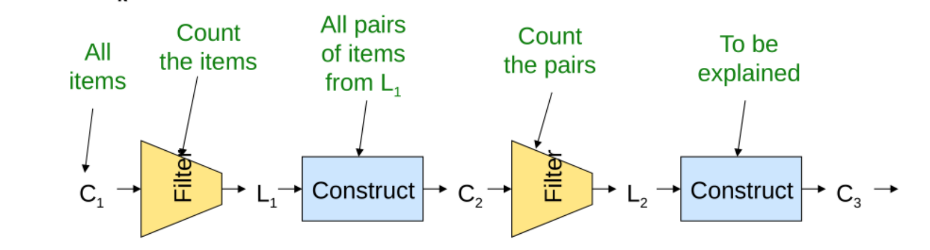 All
items
Count
the items
All pairs
of items
from L₁
Count
the pairs
To be
explained
C₁
Filter
L₁
Construct
C₂
Filter
L₂
Construct
C₃